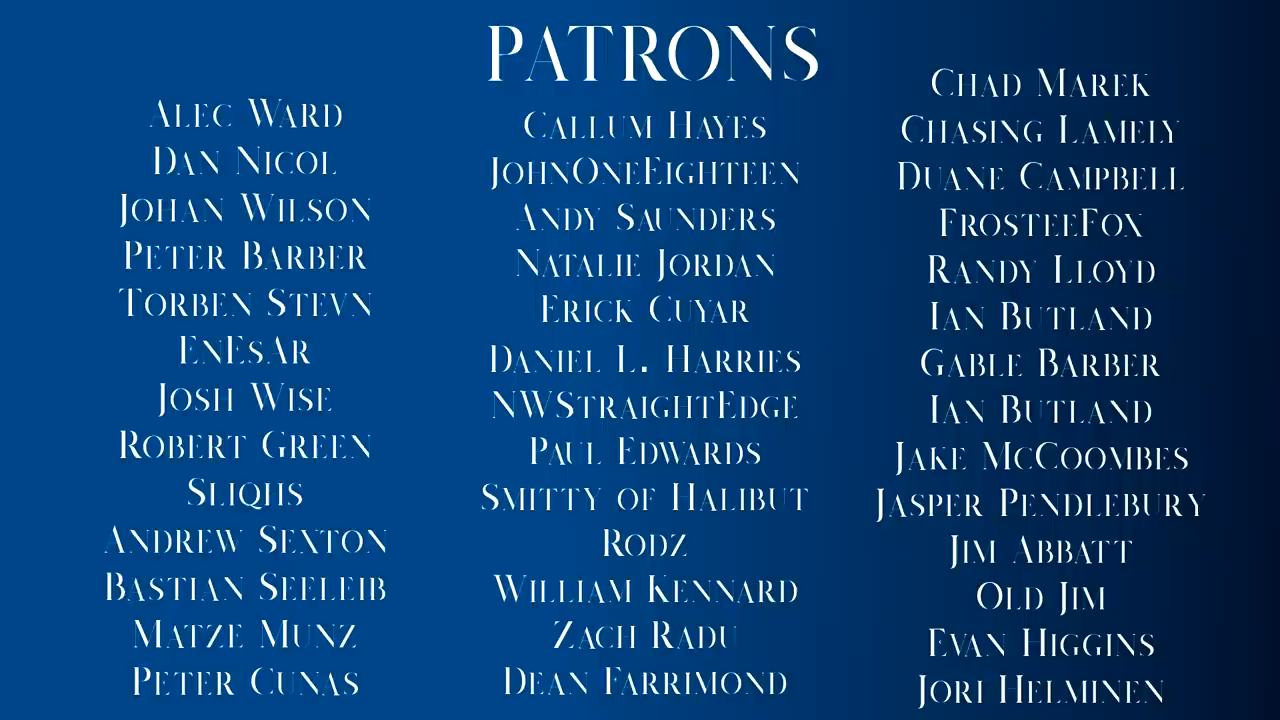 PATRONS
ALEC WARD
DAN NICOL
JOHAN WILSON
PETER BARBER
TORBEN STEVN
ENESAR
JOSH WISE
ROBERT GREEN
SLIQHS
ANDREW SEXTON
BASTIAN SEELEIB
MATZE MUNZ
PETER CUNAS
CALLUM HAYES
JOHNONEEIGHTEEN
ANDY SAUNDERS
NATALIE JORDAN
ERICK CUYAR
DANIEL L. HARRIES
NWSTRAIGHTEDGE
PAUL EDWARDS
SMITTY OF HALIBUT
RODZ
WILLIAM KENNARD
ZACH RADU
DEAN FARRIMOND
CHAD MAREK
CHASING LAMELY
DUANE CAMPBELL
FROSTEEFOX
RANDY LLOYD
IAN BUTLAND
GABLE BARBER
IAN BUTLAND
JAKE MCCOOMBES
JASPER PENDLEBURY
JIM ABBATT
OLD JIM
EVAN HIGGINS
JORI HELMINEN